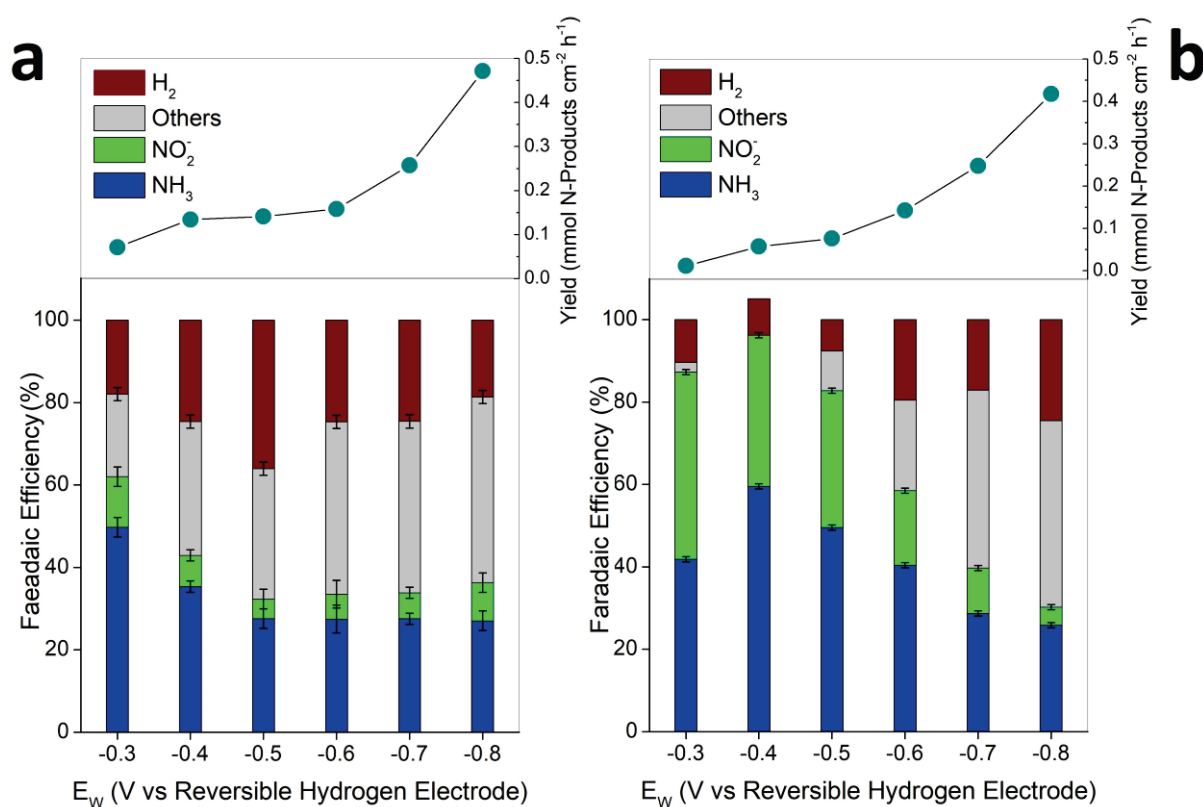 a
H2
Others
NO2-
NH3
0.5
0.4
0.3
0.2
0.1
0.0
Yield (mmol N-Products cm-2 h-1)
100
80
60
40
20
0
Faeadaic Efficiency (%)
-0.3 -0.4 -0.5 -0.6 -0.7 -0.8
EW (V vs Reversible Hydrogen Electrode)
b
H2
Others
NO2-
NH3
0.5
0.4
0.3
0.2
0.1
0.0
Yield (mmol N-Products cm-2 h-1)
100
80
60
40
20
0
Faradaic Efficiency (%)
-0.3 -0.4 -0.5 -0.6 -0.7 -0.8
EW (V vs Reversible Hydrogen Electrode)